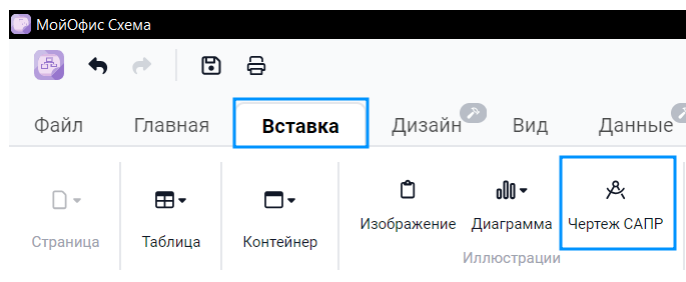 МойОфис Схема
Файл Главная Вставка Дизайн Вид Данные
Страница Таблица Контейнер Изображение Диаграмма Чертеж САПР
Иллюстрации